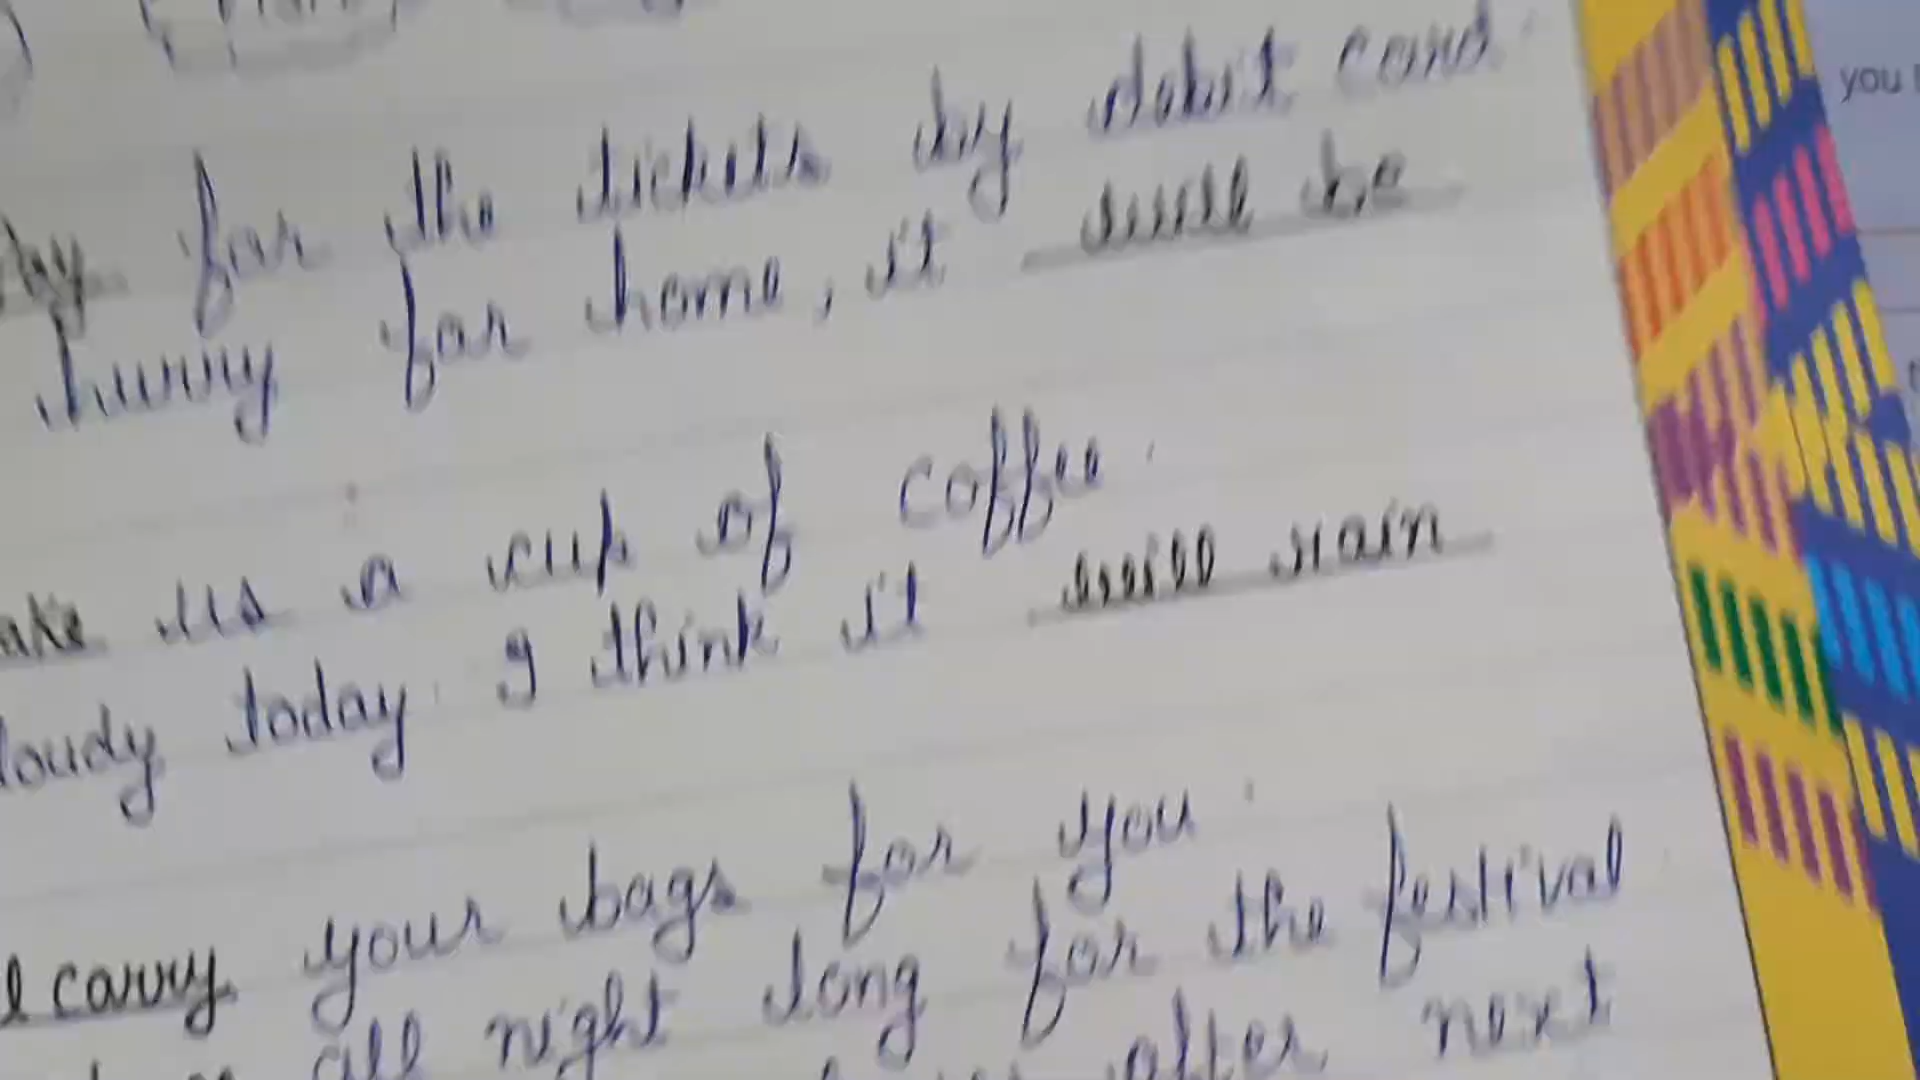 for the tickets by debit card.
hurry for home, it will be
us a cup of coffee.
cloudy today. I think it will rain
carry your bags for you.
all night long for the festival
after next
you